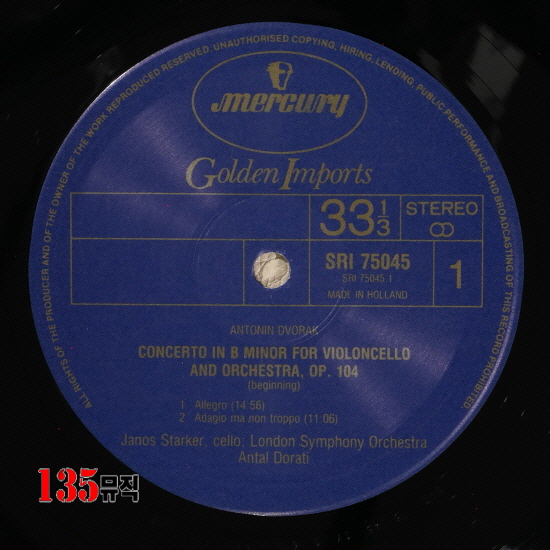 ALL RIGHTS OF THE PRODUCER AND OF THE OWNER OF THE WORK REPRODUCED RESERVED. UNAUTHORISED COPYING, HIRING, LENDING, PUBLIC PERFORMANCE AND BROADCASTING OF THIS RECORD PROHIBITED.
mercury
Golden Imports
33 1/3
STEREO
SRI 75045
SRI 75045 1
MADE IN HOLLAND
1
ANTONIN DVORAK
CONCERTO IN B MINOR FOR VIOLONCELLO
AND ORCHESTRA, OP. 104
(beginning)
1 Allegro (14:56)
2 Adagio ma non troppo (11:06)
Janos Starker, cello; London Symphony Orchestra
Antal Dorati
135뮤직